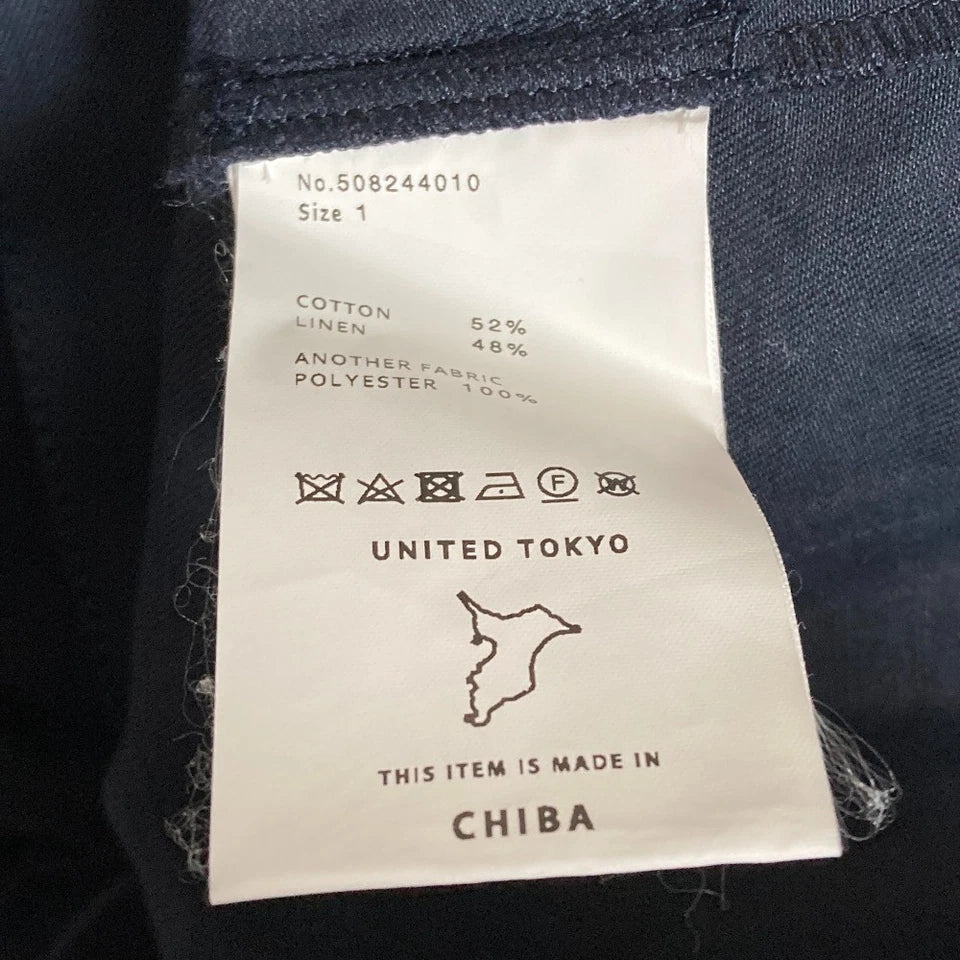 No.508244010
Size 1
COTTON 52%
LINEN 48%
ANOTHER FABRIC
POLYESTER 100%
F W
UNITED TOKYO
THIS ITEM IS MADE IN
CHIBA